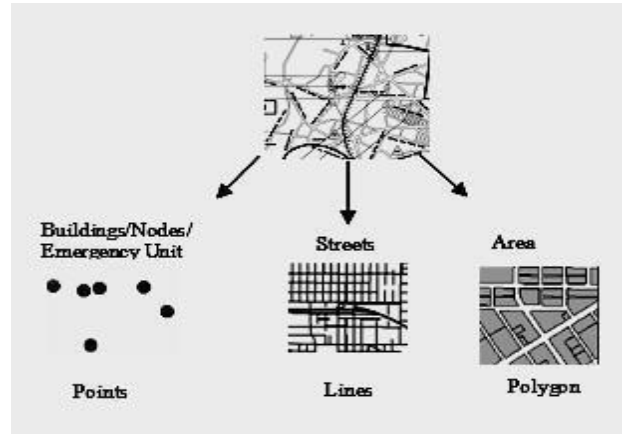 Buildings/Nodes/
Emergency Unit
Streets
Area
Points
Lines
Polygon